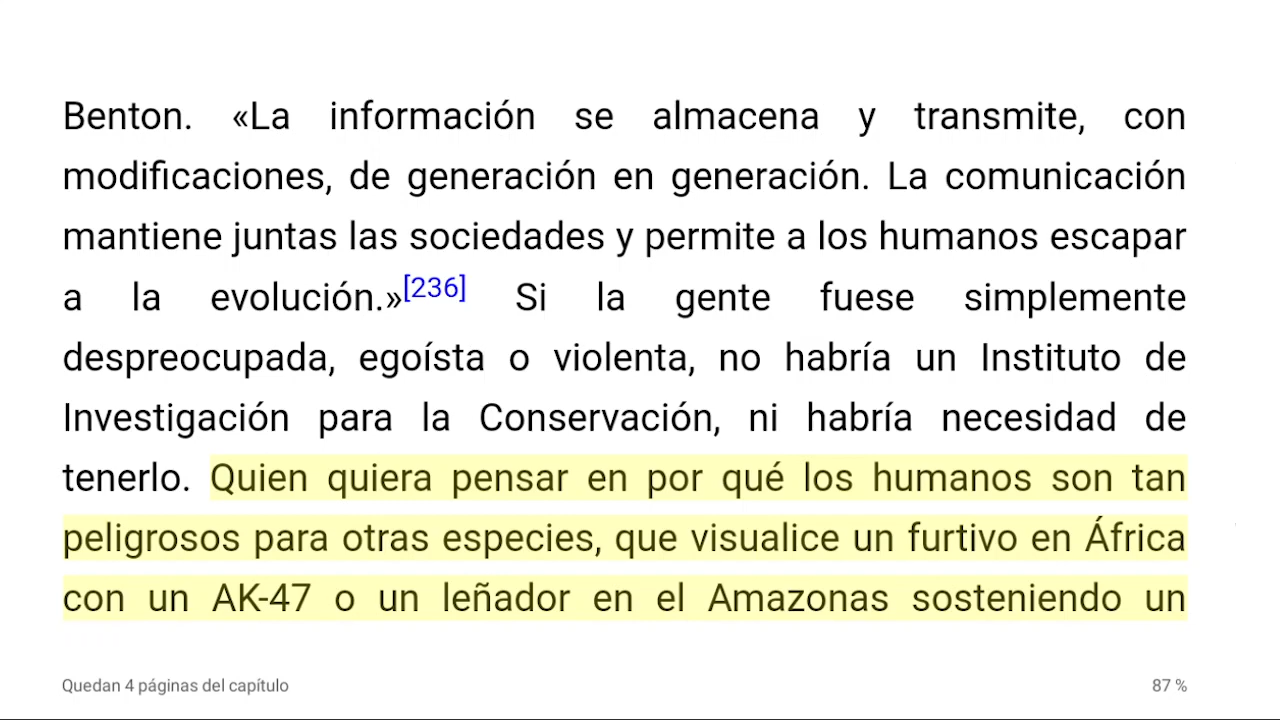 Benton. «La información se almacena y transmite, con
modificaciones, de generación en generación. La comunicación
mantiene juntas las sociedades y permite a los humanos escapar
a la evolución.»[236] Si la gente fuese simplemente
despreocupada, egoísta o violenta, no habría un Instituto de
Investigación para la Conservación, ni habría necesidad de
tenerlo. Quien quiera pensar en por qué los humanos son tan
peligrosos para otras especies, que visualice un furtivo en África
con un AK-47 o un leñador en el Amazonas sosteniendo un
Quedan 4 páginas del capítulo
87 %